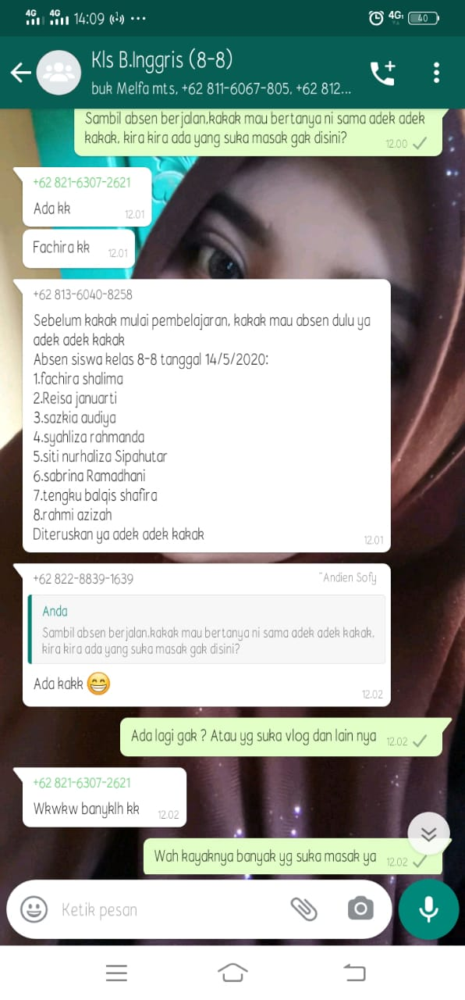 4G 4G 14:09
4G
40
Kls B.Inggris (8-8)
buk Melfa mts, +62 811-6067-805, +62 812...
Sambil absen berjalan,kakak mau bertanya ni sama adek adek
kakak, kira kira ada yang suka masak gak disini?
12.00
+62 821-6307-2621
Ada kk
12.01
Fachira kk
12.01
+62 813-6040-8258
Sebelum kakak mulai pembelajaran, kakak mau absen dulu ya
adek adek kakak
Absen siswa kelas 8-8 tanggal 14/5/2020:
1.fachira shalima
2.Reisa januarti
3.sazkia audiya
4.syahliza rahmanda
5.siti nurhaliza Sipahutar
6.sabrina Ramadhani
7.tengku balqis shafira
8.rahmi azizah
Diteruskan ya adek adek kakak
12.01
+62 822-8839-1639
~Andien Sofy
Anda
Sambil absen berjalan,kakak mau bertanya ni sama adek adek kakak,
kira kira ada yang suka masak gak disini?
Ada kakk
12.02
Ada lagi gak ? Atau yg suka vlog dan lain nya
12.02
+62 821-6307-2621
Wkwkw banyklh kk
12.02
Wah kayaknya banyak yg suka masak ya
12.02
Ketik pesan